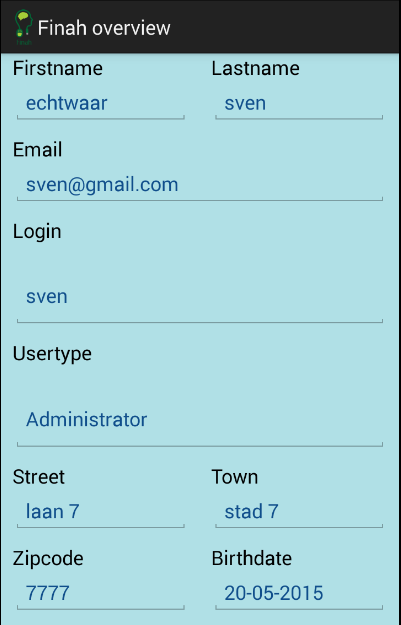 Finah overview
Firstname Lastname
echtwaar sven
Email
sven@gmail.com
Login
sven
Usertype
Administrator
Street Town
laan 7 stad 7
Zipcode Birthdate
7777 20-05-2015